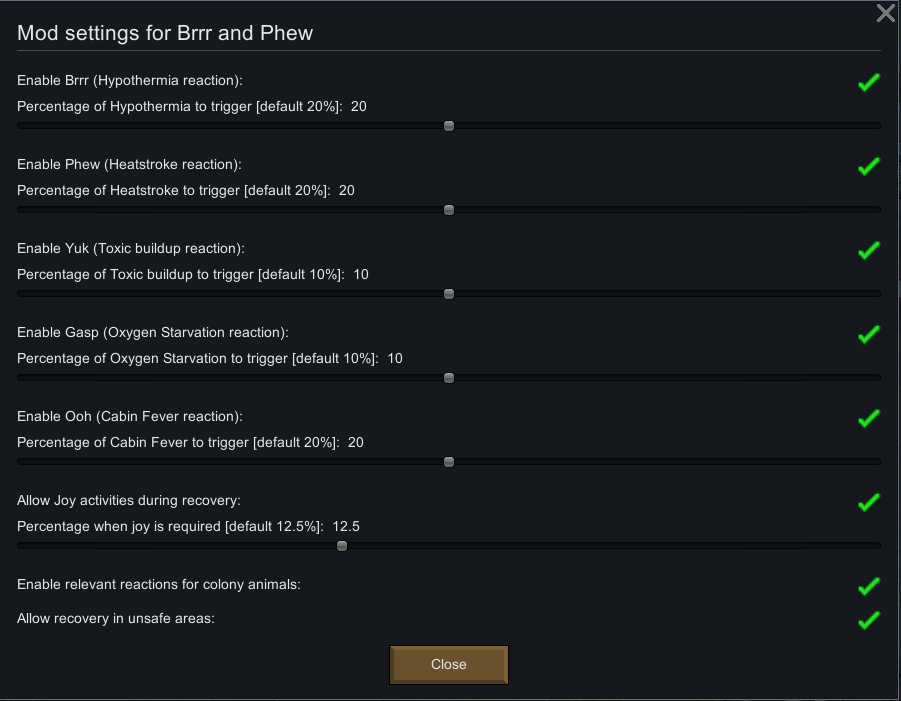 Mod settings for Brrr and Phew
Enable Brrr (Hypothermia reaction):
Percentage of Hypothermia to trigger [default 20%]: 20
Enable Phew (Heatstroke reaction):
Percentage of Heatstroke to trigger [default 20%]: 20
Enable Yuk (Toxic buildup reaction):
Percentage of Toxic buildup to trigger [default 10%]: 10
Enable Gasp (Oxygen Starvation reaction):
Percentage of Oxygen Starvation to trigger [default 10%]: 10
Enable Ooh (Cabin Fever reaction):
Percentage of Cabin Fever to trigger [default 20%]: 20
Allow Joy activities during recovery:
Percentage when joy is required [default 12.5%]: 12.5
Enable relevant reactions for colony animals:
Allow recovery in unsafe areas:
Close